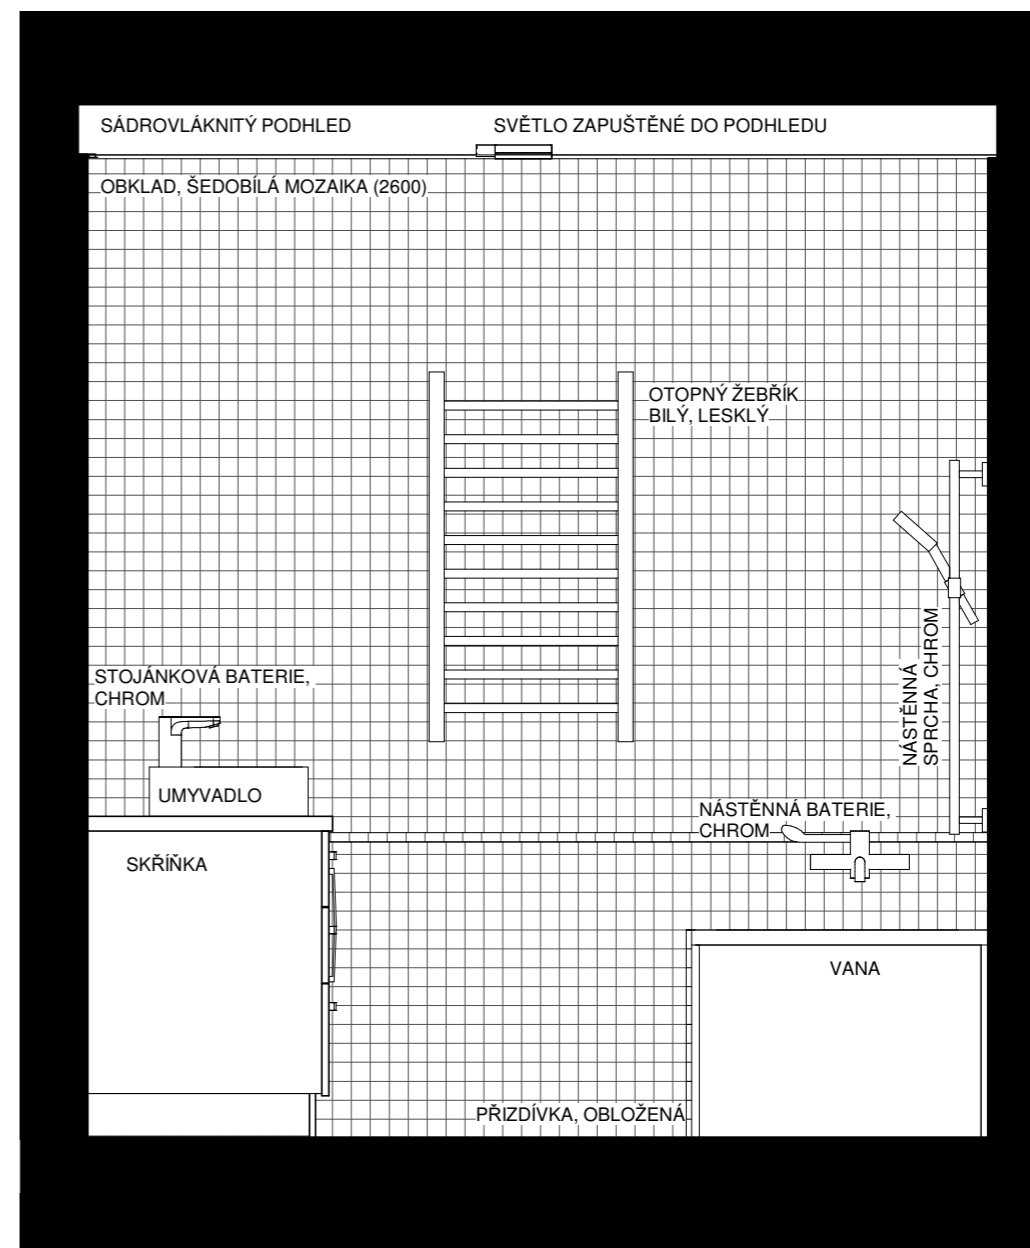 SÁDROVLÁKNITÝ PODHLED
SVĚTLO ZAPUŠTĚNÉ DO PODHLEDU
OBKLAD, ŠEDOBÍLÁ MOZAIKA (2600)
OTOPNÝ ŽEBŘÍK
BILÝ, LESKLÝ
NÁSTĚNNÁ
SPRCHA, CHROM
STOJÁNKOVÁ BATERIE,
CHROM
UMYVADLO
NÁSTĚNNÁ BATERIE,
CHROM
SKŘÍŇKA
VANA
PŘIZDÍVKA, OBLOŽENÁ